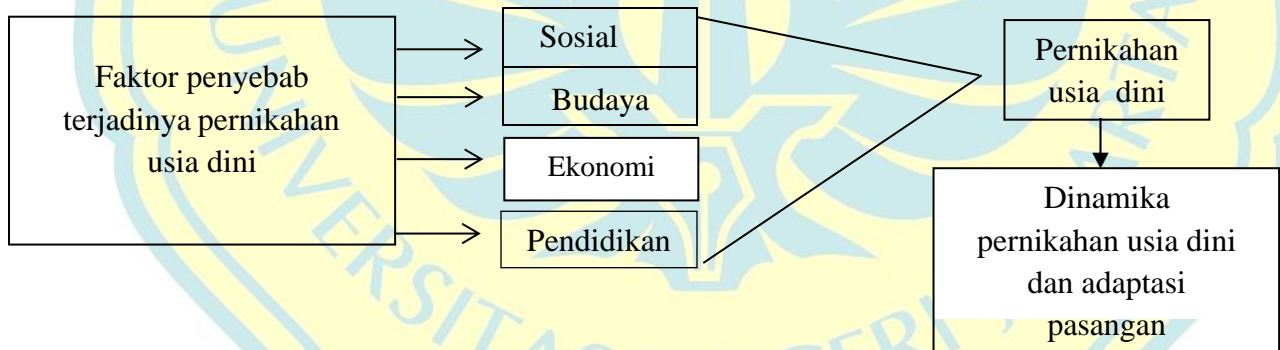 Faktor penyebab
terjadinya pernikahan
usia dini
Sosial
Budaya
Ekonomi
Pendidikan
Pernikahan
usia dini
Dinamika
pernikahan usia dini
dan adaptasi
pasangan